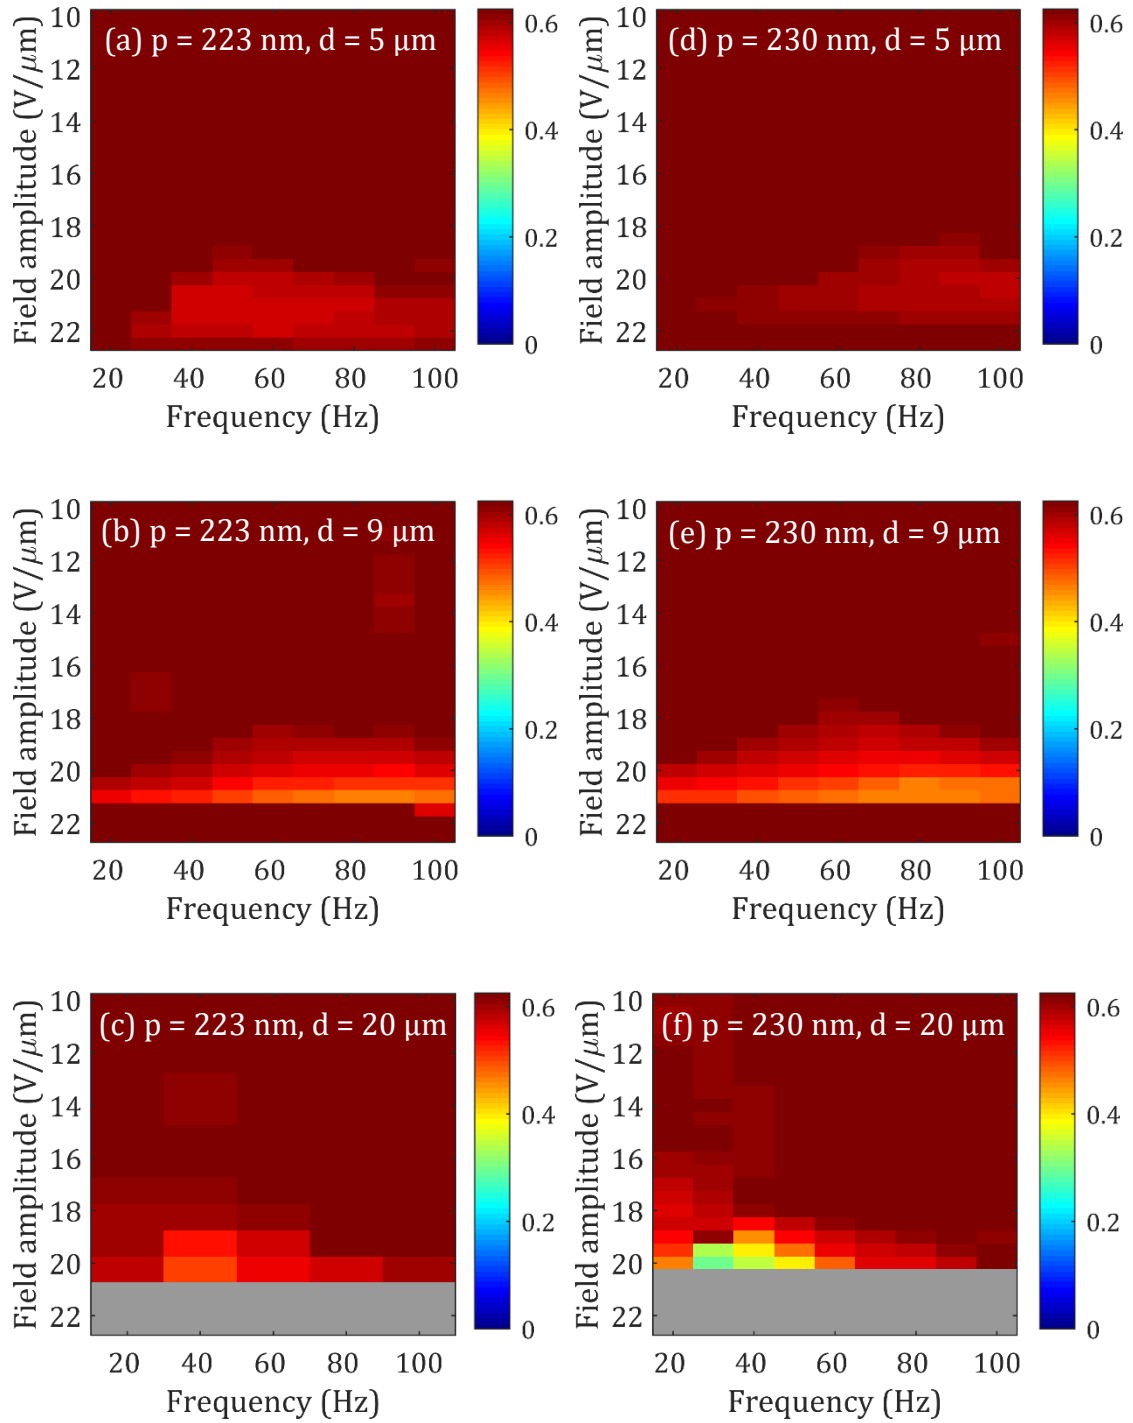 (a) p = 223 nm, d = 5 μm
Field amplitude (V/μm)
10
12
14
16
18
20
22
20 40 60 80 100
Frequency (Hz)
0.6
0.4
0.2
0
(d) p = 230 nm, d = 5 μm
Field amplitude (V/μm)
10
12
14
16
18
20
22
20 40 60 80 100
Frequency (Hz)
0.6
0.4
0.2
0
(b) p = 223 nm, d = 9 μm
Field amplitude (V/μm)
10
12
14
16
18
20
22
20 40 60 80 100
Frequency (Hz)
0.6
0.4
0.2
0
(e) p = 230 nm, d = 9 μm
Field amplitude (V/μm)
10
12
14
16
18
20
22
20 40 60 80 100
Frequency (Hz)
0.6
0.4
0.2
0
(c) p = 223 nm, d = 20 μm
Field amplitude (V/μm)
10
12
14
16
18
20
22
20 40 60 80 100
Frequency (Hz)
0.6
0.4
0.2
0
(f) p = 230 nm, d = 20 μm
Field amplitude (V/μm)
10
12
14
16
18
20
22
20 40 60 80 100
Frequency (Hz)
0.6
0.4
0.2
0